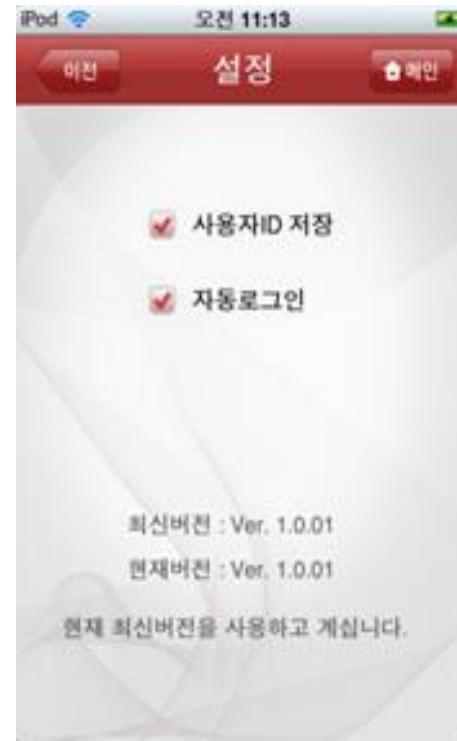 iPod 오전 11:13
이전 설정 메인
사용자ID 저장
자동로그인
최신버전 : Ver. 1.0.01
현재버전 : Ver. 1.0.01
현재 최신버전을 사용하고 계십니다.